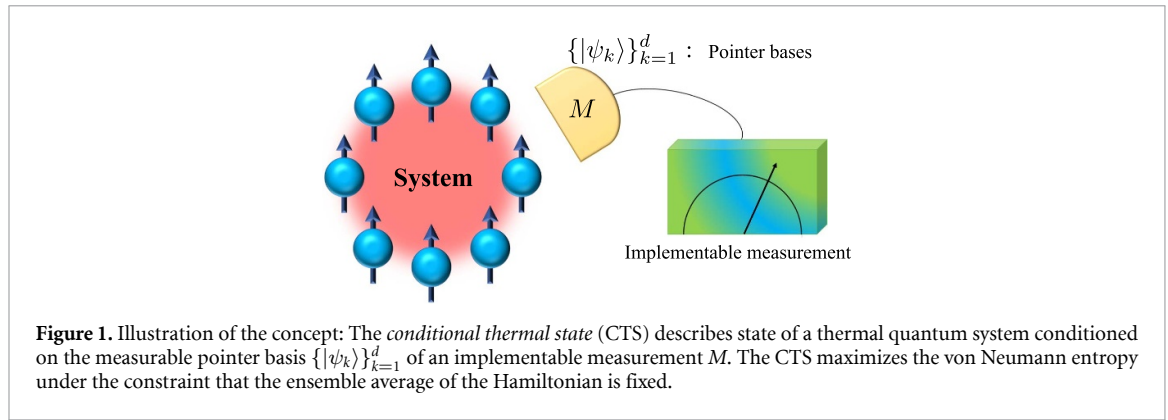 {|ψ_k⟩}_{k=1}^d : Pointer bases
M
System
Implementable measurement
Figure 1. Illustration of the concept: The conditional thermal state (CTS) describes state of a thermal quantum system conditioned
on the measurable pointer basis {|ψ_k⟩}_{k=1}^d of an implementable measurement M. The CTS maximizes the von Neumann entropy
under the constraint that the ensemble average of the Hamiltonian is fixed.